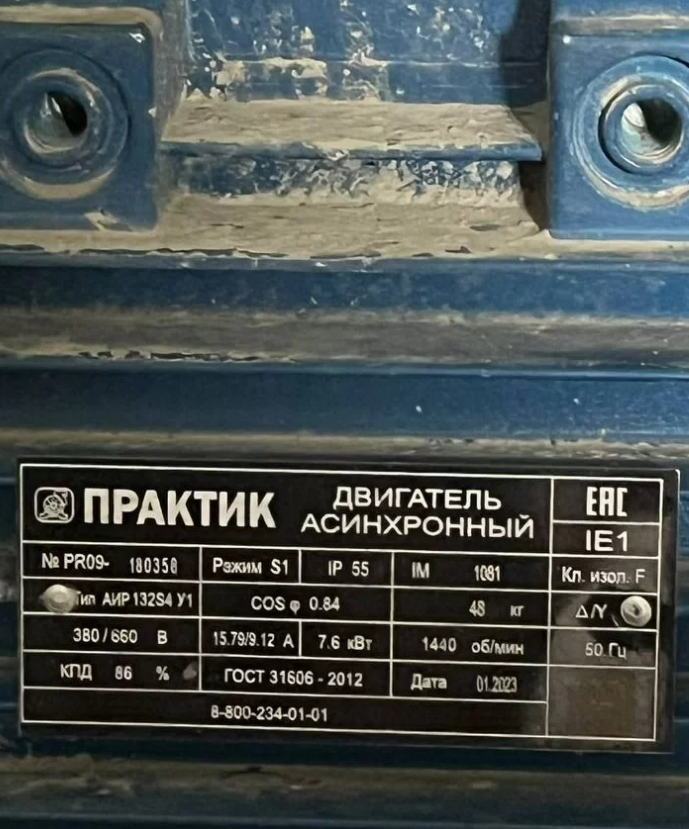 ПРАКТИК
ДВИГАТЕЛЬ
АСИНХРОННЫЙ
EAC
IE1
№ PR09- 180358
Режим S1
IP 55
IM 1081
Кл. изол. F
Тип АИР 132S4 У1
COS φ 0.84
48 кг
Δ/Y
380/660 В
15.79/9.12 А
7.6 кВт
1440 об/мин
50 Гц
КПД 86 %
ГОСТ 31606 - 2012
Дата 01.2023
8-800-234-01-01